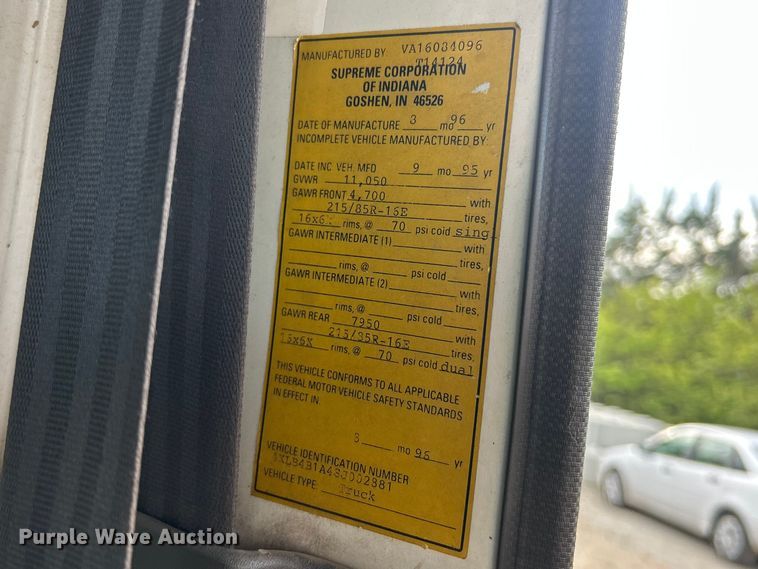 MANUFACTURED BY: VA16084096
T14124
SUPREME CORPORATION
OF INDIANA
GOSHEN, IN 46526
DATE OF MANUFACTURE 3 mo 96 yr
INCOMPLETE VEHICLE MANUFACTURED BY:
DATE INC. VEH. MFD 9 mo 95 yr
GVWR 11,050
GAWR FRONT 4,700 with
215/85R-16E tires,
16x6K rims, @ 70 psi cold singl
GAWR INTERMEDIATE (1) with
tires,
rims, @ psi cold
GAWR INTERMEDIATE (2) with
tires,
rims, @ psi cold
GAWR REAR 7950 with
215/85R-16E tires,
16x6K rims, @ 70 psi cold dual
THIS VEHICLE CONFORMS TO ALL APPLICABLE
FEDERAL MOTOR VEHICLE SAFETY STANDARDS
IN EFFECT IN
3 mo 96 yr
VEHICLE IDENTIFICATION NUMBER
VEHICLE TYPE: Truck
Purple Wave Auction